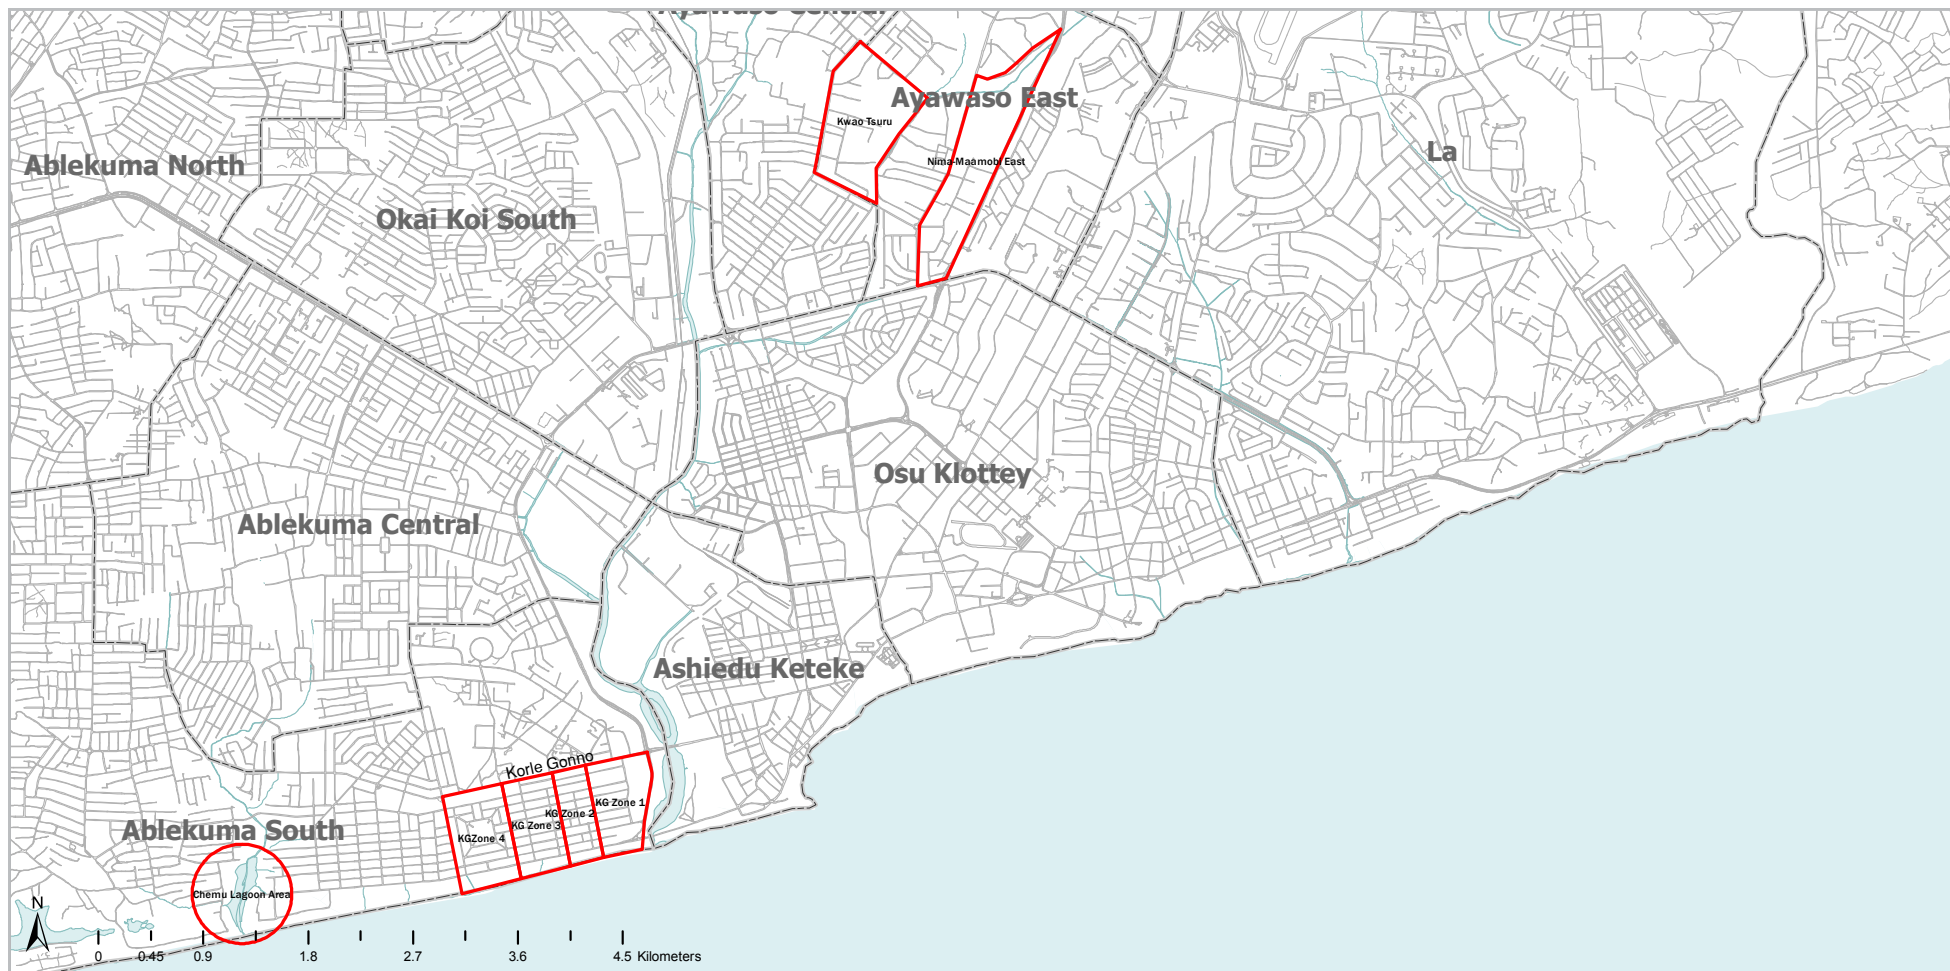 Ayawaso Central
Ayawaso East
Kwao Tsuru
Nima-Maamobi East
La
Ablekuma North
Okai Koi South
Osu Klottey
Ablekuma Central
Ashiedu Keteke
Korle Gonno
KG Zone 1
KG Zone 2
KG Zone 3
KGZone 4
Ablekuma South
Chemu Lagoon Area
N
0 0.45 0.9 1.8 2.7 3.6 4.5 Kilometers